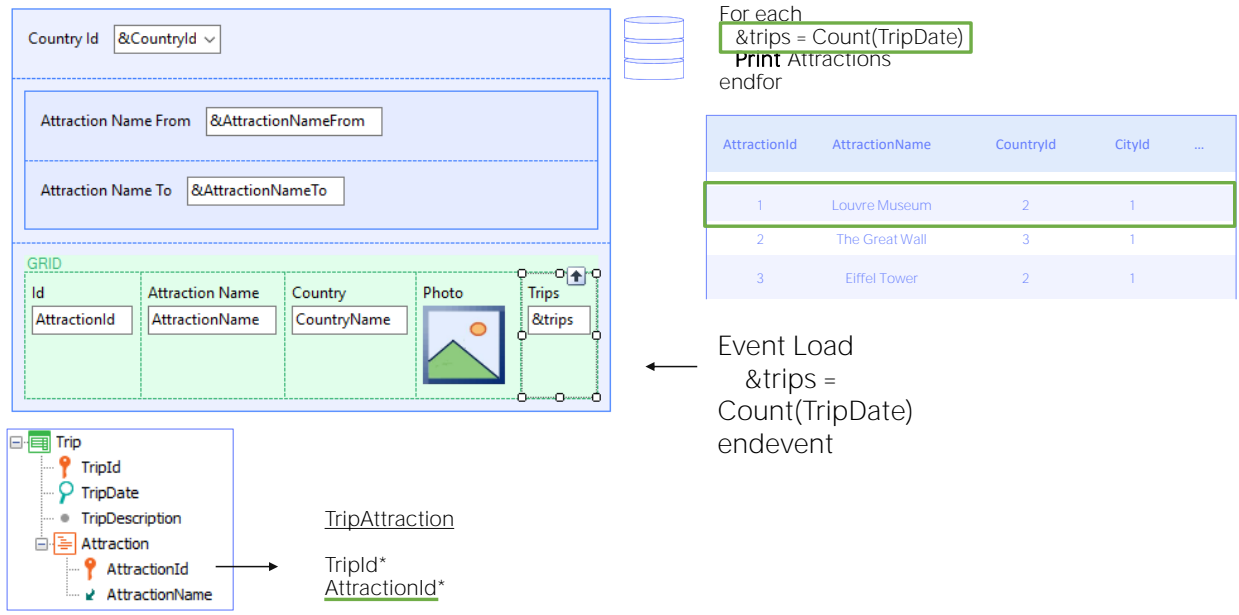 Country Id &CountryId
Attraction Name From &AttractionNameFrom
Attraction Name To &AttractionNameTo
GRID
Id Attraction Name Country Photo Trips
AttractionId AttractionName CountryName &trips
For each
&trips = Count(TripDate)
Print Attractions
endfor
AttractionId AttractionName CountryId CityId ...
1 Louvre Museum 2 1
2 The Great Wall 3 1
3 Eiffel Tower 2 1
Event Load
&trips =
Count(TripDate)
endevent
Trip
TripId
TripDate
TripDescription
Attraction
AttractionId
AttractionName
TripAttraction
TripId*
AttractionId*